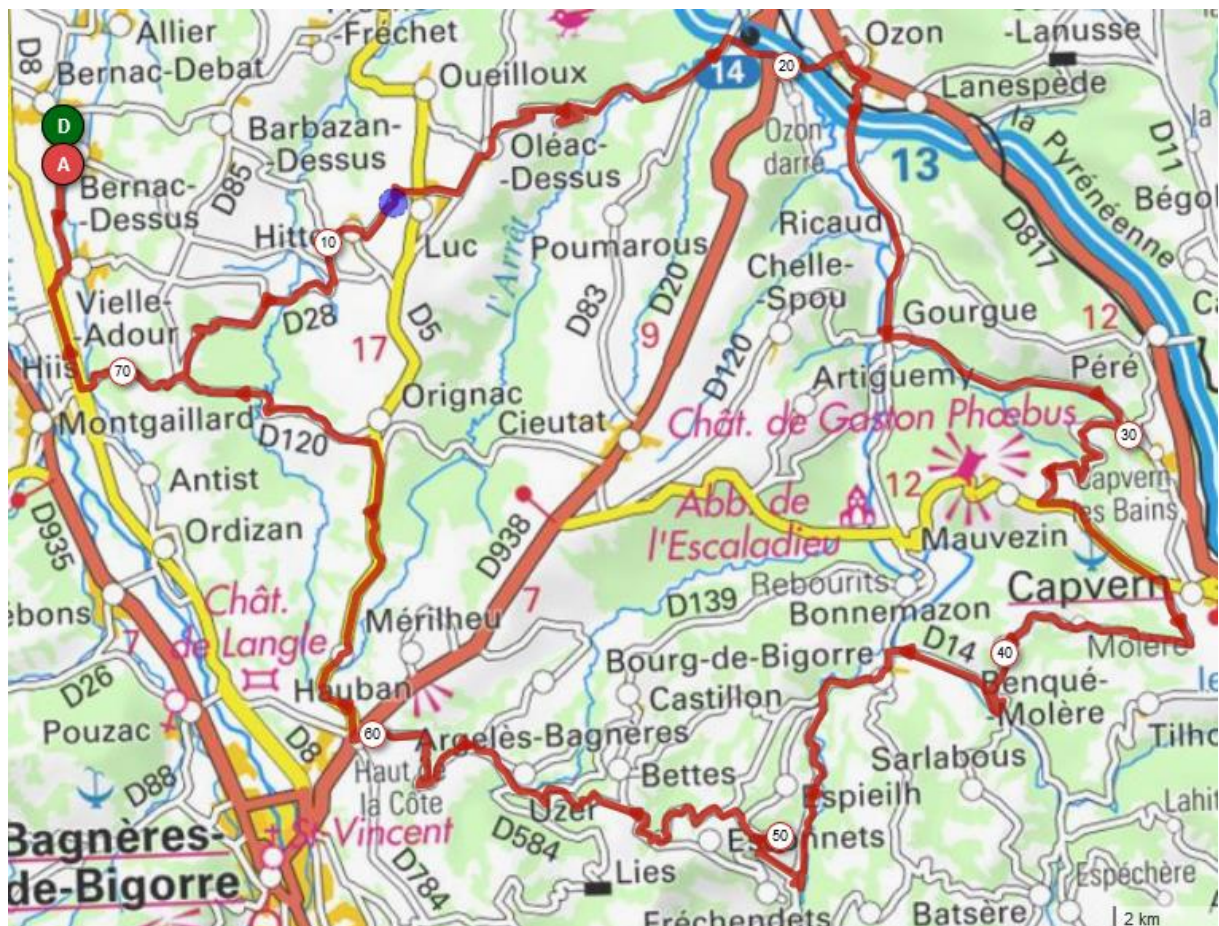 Allier
-Fréchet
Ozon
-Lanusse
D8
Bernac-Debat
Oueilloux
14
20
Lanespède
D
Barbazan-
-Dessus
Oléac-
-Dessus
Ozon
darré
la Pyrénéenne
D11
A
Bernac-
-Dessus
D85
13
D817
Hitte
10
Luc
l'Arrêt
Poumarous
Ricaud
Chelle-
-Spou
Vielle-
-Adour
D28
D5
D83
D20
Gourgue
12
17
9
D120
Péré
Hiis
70
Artiguemy
Orignac
Montgaillard
D120
Cieutat
Chât. de Gaston Phœbus
30
Antist
12
Capvern
les Bains
Abb. de
l'Escaladieu
Ordizan
D935
D938
Mauvezin
Rebourits
Capvern
Chât.
de Langle
7
D139
Bonnemazon
Mérilheu
7
D14
40
Molère
D26
Bourg-de-Bigorre
Benqué-
-Molère
Hauban
Castillon
Pouzac
D8
60
Argelès-Bagnères
Sarlabous
D88
Haut de
la Côte
Bettes
Uzer
Espieilh
St-Vincent
50
Bagnères-
de-Bigorre
D584
D784
Lies
Espéchère
Fréchendets
Batsère
2 km